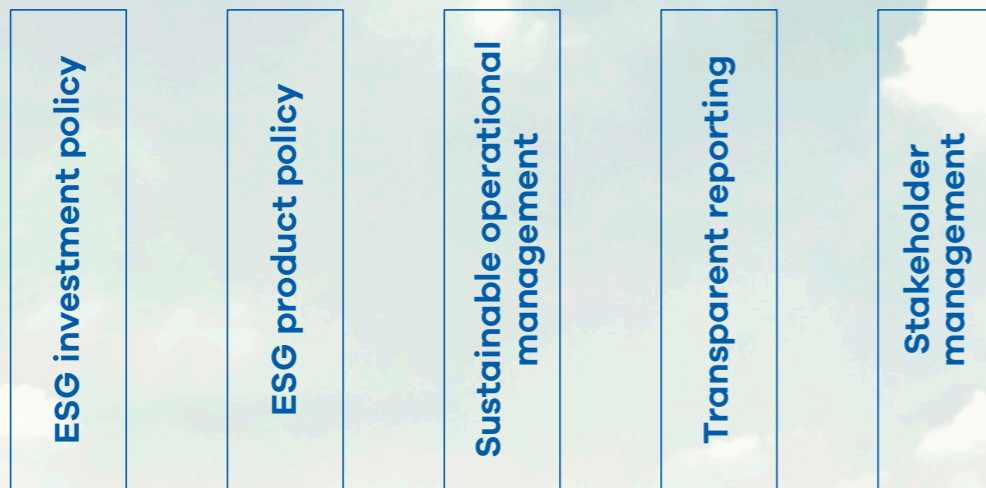 ESG investment policy
ESG product policy
Sustainable operational
management
Transparent reporting
Stakeholder
management